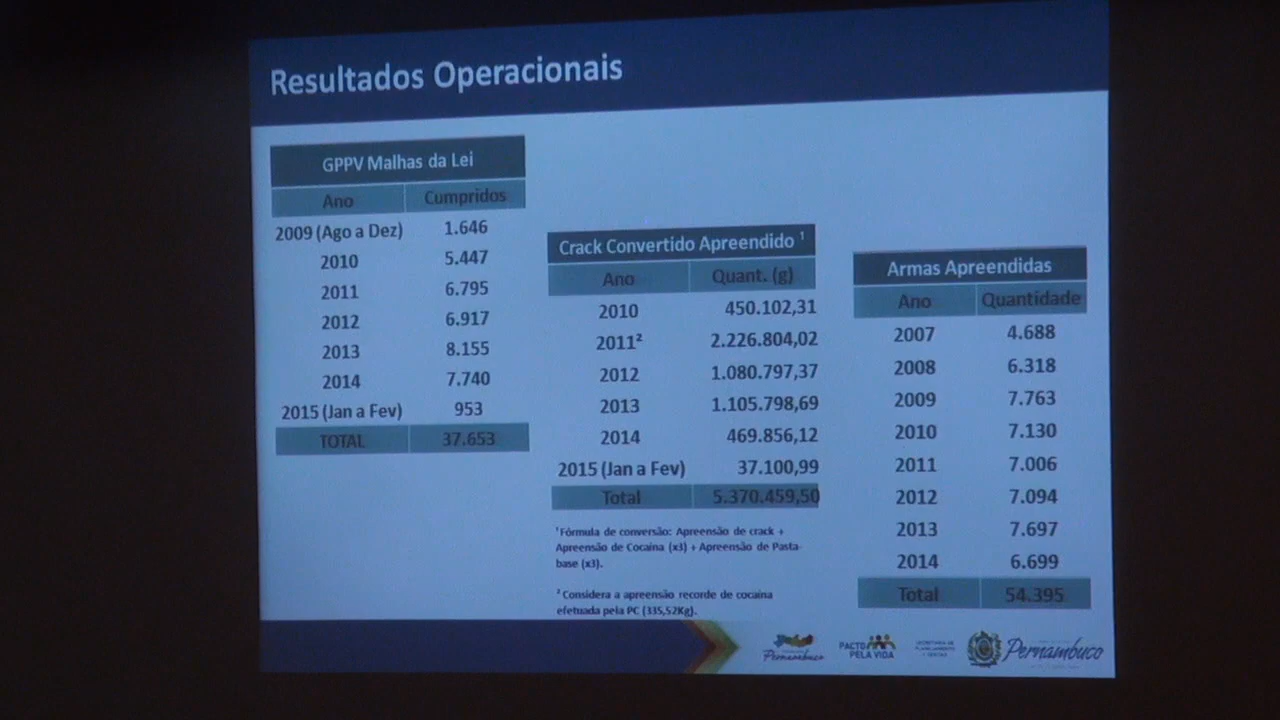 Resultados Operacionais
GPPV Malhas da Lei
Ano Cumpridos
2009 (Ago a Dez) 1.646
2010 5.447
2011 6.795
2012 6.917
2013 8.155
2014 7.740
2015 (Jan a Fev) 953
TOTAL 37.653
Crack Convertido Apreendido ¹
Ano Quant. (g)
2010 450.102,31
2011² 2.226.804,02
2012 1.080.797,37
2013 1.105.798,69
2014 469.856,12
2015 (Jan a Fev) 37.100,99
Total 5.370.459,50
¹ Fórmula de conversão: Apreensão de crack +
Apreensão de Cocaína (x3) + Apreensão de Pasta-
base (x3).
² Considera a apreensão recorde de cocaína
efetuada pela PC (335,52Kg).
Armas Apreendidas
Ano Quantidade
2007 4.688
2008 6.318
2009 7.763
2010 7.130
2011 7.006
2012 7.094
2013 7.697
2014 6.699
Total 54.395
Pernambuco
PACTO
PELA VIDA
SECRETARIA DE
PLANEJAMENTO
E GESTÃO
Pernambuco